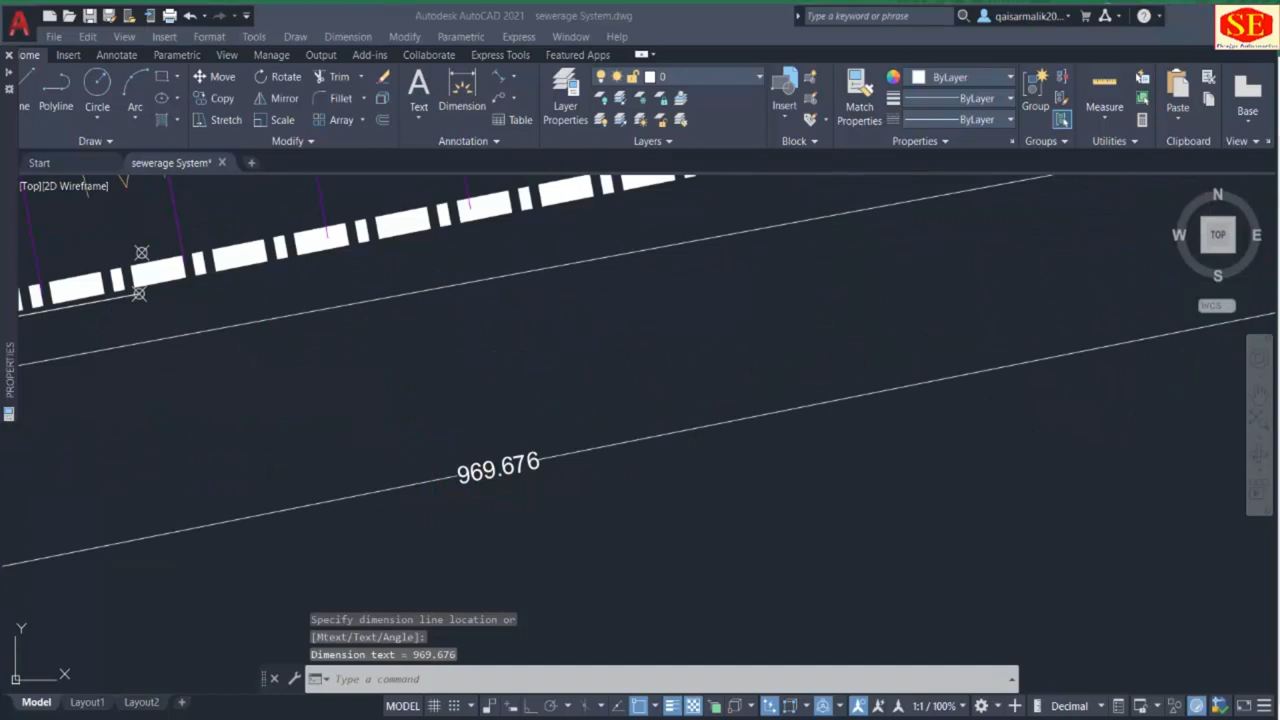 Autodesk AutoCAD 2021 sewerage System.dwg
Type a keyword or phrase
qaisarmalik20...
SE
File Edit View Insert Format Tools Draw Dimension Modify Parametric Express Window Help
ome Insert Annotate Parametric View Manage Output Add-ins Collaborate Express Tools Featured Apps
Move Rotate Trim
0
ByLayer
ne Polyline Circle Arc
Copy Mirror Fillet
Text Dimension
Layer Properties
Insert
Match Properties
ByLayer
Group
Measure
Paste
Base
Stretch Scale Array
Table
ByLayer
Draw Modify Annotation Layers Block Properties Groups Utilities Clipboard View
Start sewerage System*
[Top][2D Wireframe]
N
W TOP E
S
WCS
PROPERTIES
969.676
Specify dimension line location or
[Mtext/Text/Angle]:
Dimension text = 969.676
Type a command
Y
X
Model Layout1 Layout2
MODEL 1:1 / 100% Decimal